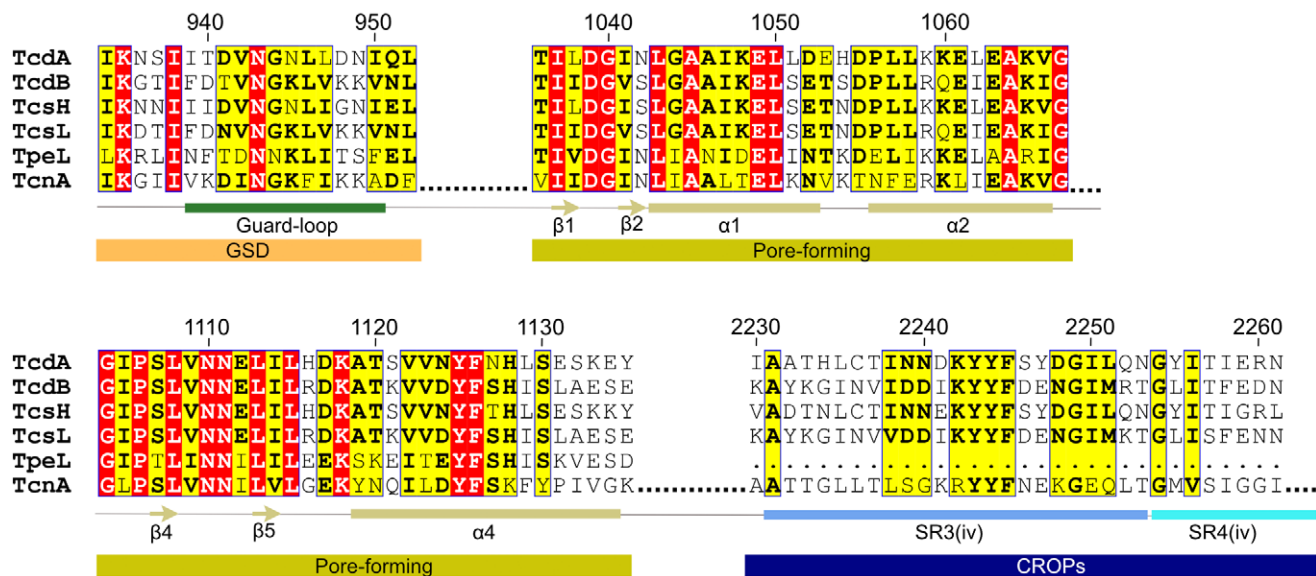 940 950 1040 1050 1060
TcdA IKNSIITDVNGNLLDNIQL TILDGINLGAAIKELLDEHDPLLKKELEAKVG
TcdB IKGTIFDTVNGKLVKKVNL TIIDGVSLGAAIKELSETSDPLLRQEIEAKIG
TcsH IKNNIIIDVNGNLIGNIEL TILDGISLGAAIKELSETNDPLLKKELEAKVG
TcsL IKDTIFDNVNGKLVKKVNL TIIDGVSLGAAIKELSETNDPLLRQEIEAKIG
TpeL LKRLINFTDNNKLITSFEL TIVDGINLIANIDELINTKDELIKKELAARIG
TcnA IKGIIVKDINGKFIKKADF TIIDGINLIAALTELKNVKTNFERKLIEAKVG
Guard-loop β1 β2 α1 α2
GSD Pore-forming
1110 1120 1130 2230 2240 2250 2260
TcdA GIPSLVNNELILHDKATSVVNYFNHLSESKEY IAATHLCTINNDKYYFSYDGILQNGYITIERN
TcdB GIPSLVNNELILRDKATKVVDYFSHISLAESE KAYKGINVIDDIKYYFDENGIMRTGLITFEDN
TcsH GIPSLVNNELILHDKATSVVNYFTHLSESKKY VADTNLCTINNEKYYFSYDGILQNGYITIGRL
TcsL GIPSLVNNELILRDKATKVVDYFSHISLAESE KAYKGINVVDDIKYYFDENGIMKTGLISFENN
TpeL GIPTLINNILILEEKSKEITEYFSHISKVESD ................................
TcnA GLPSLVNNILVLGEKYNQILDYFSKFYPIVGK AATTGLLTLSGKRYYFNEKGEQLTGMVSIGGI
β4 β5 α4 SR3(iv) SR4(iv)
Pore-forming CROPs